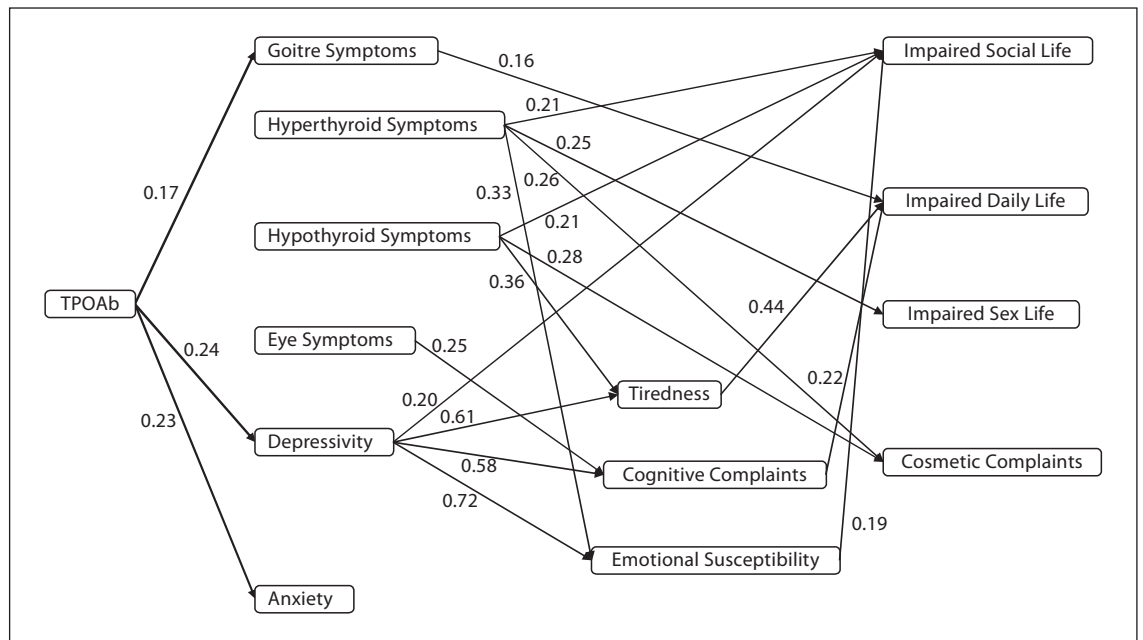 Goitre Symptoms
Impaired Social Life
0.16
0.21
Hyperthyroid Symptoms
0.25
0.26
0.33
0.17
Impaired Daily Life
0.21
Hypothyroid Symptoms
0.28
0.36
TPOAb
0.44
Impaired Sex Life
Eye Symptoms
0.25
0.24
0.22
Tiredness
0.20
0.61
0.23
Depressivity
0.58
Cosmetic Complaints
Cognitive Complaints
0.72
0.19
Emotional Susceptibility
Anxiety